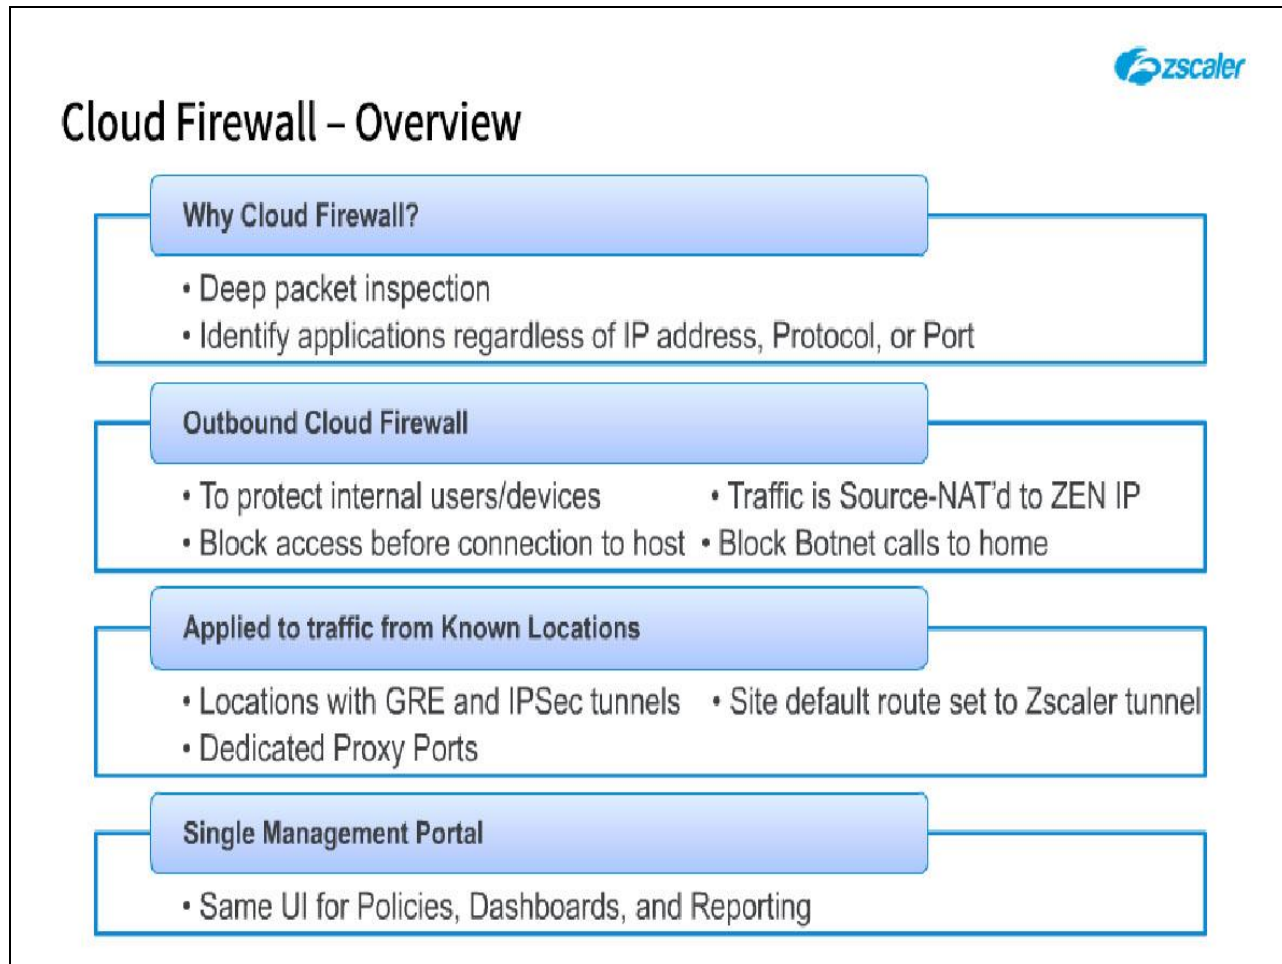 zscaler
Cloud Firewall – Overview
Why Cloud Firewall?
• Deep packet inspection
• Identify applications regardless of IP address, Protocol, or Port
Outbound Cloud Firewall
• To protect internal users/devices • Traffic is Source-NAT’d to ZEN IP
• Block access before connection to host • Block Botnet calls to home
Applied to traffic from Known Locations
• Locations with GRE and IPSec tunnels • Site default route set to Zscaler tunnel
• Dedicated Proxy Ports
Single Management Portal
• Same UI for Policies, Dashboards, and Reporting